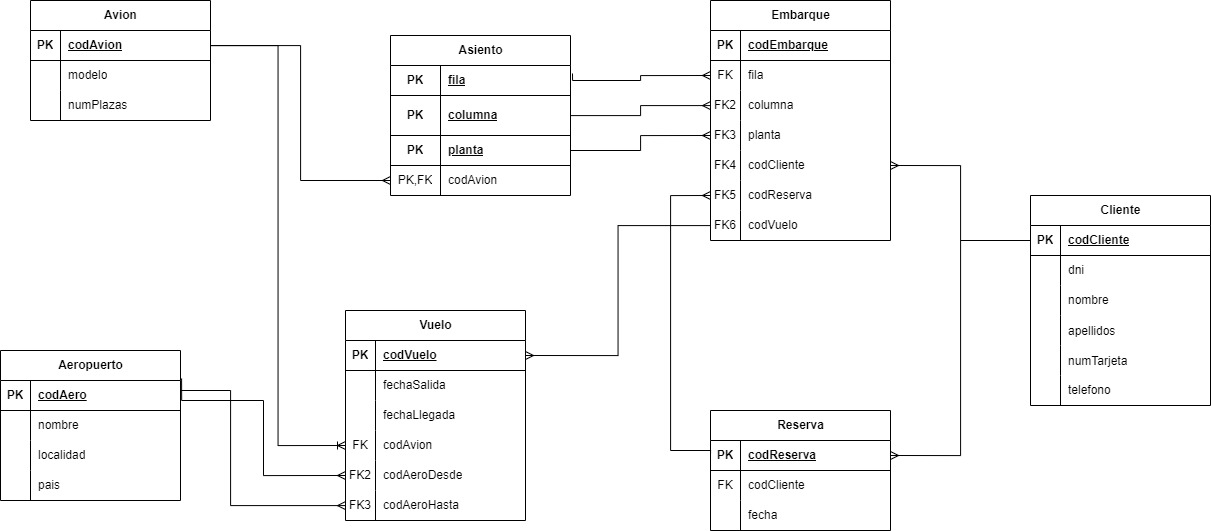 Avion
PK codAvion
modelo
numPlazas
Asiento
PK fila
PK columna
PK planta
PK,FK codAvion
Embarque
PK codEmbarque
FK fila
FK2 columna
FK3 planta
FK4 codCliente
FK5 codReserva
FK6 codVuelo
Cliente
PK codCliente
dni
nombre
apellidos
numTarjeta
telefono
Vuelo
PK codVuelo
fechaSalida
fechaLlegada
FK codAvion
FK2 codAeroDesde
FK3 codAeroHasta
Aeropuerto
PK codAero
nombre
localidad
pais
Reserva
PK codReserva
FK codCliente
fecha